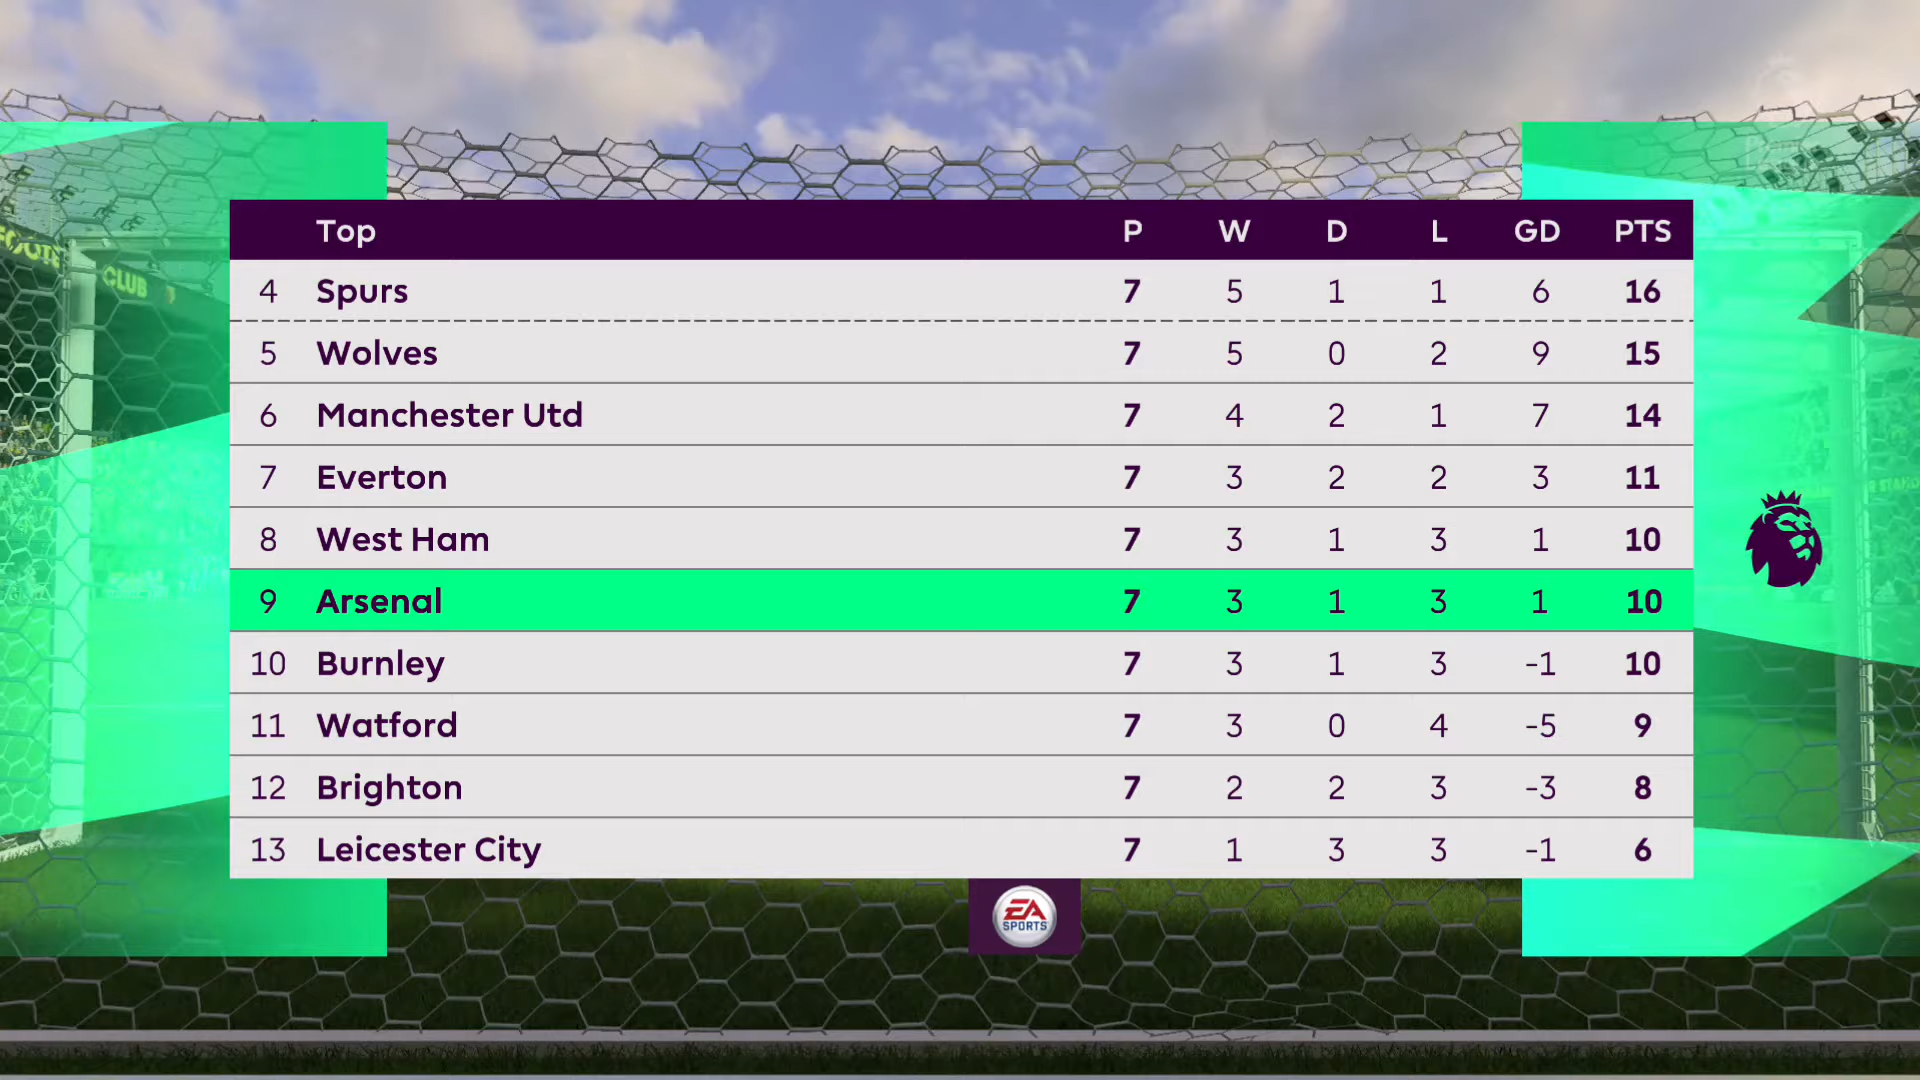 Top P W D L GD PTS
4 Spurs 7 5 1 1 6 16
5 Wolves 7 5 0 2 9 15
6 Manchester Utd 7 4 2 1 7 14
7 Everton 7 3 2 2 3 11
8 West Ham 7 3 1 3 1 10
9 Arsenal 7 3 1 3 1 10
10 Burnley 7 3 1 3 -1 10
11 Watford 7 3 0 4 -5 9
12 Brighton 7 2 2 3 -3 8
13 Leicester City 7 1 3 3 -1 6
CLUB
EA
SPORTS